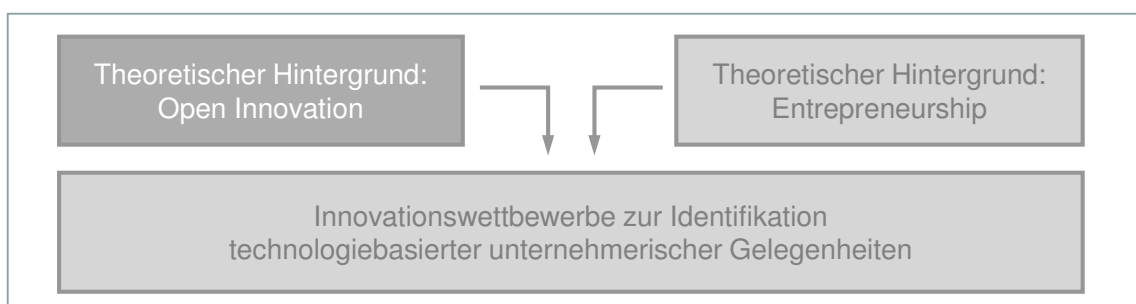 Theoretischer Hintergrund:
Open Innovation
Theoretischer Hintergrund:
Entrepreneurship
Innovationswettbewerbe zur Identifikation
technologiebasierter unternehmerischer Gelegenheiten